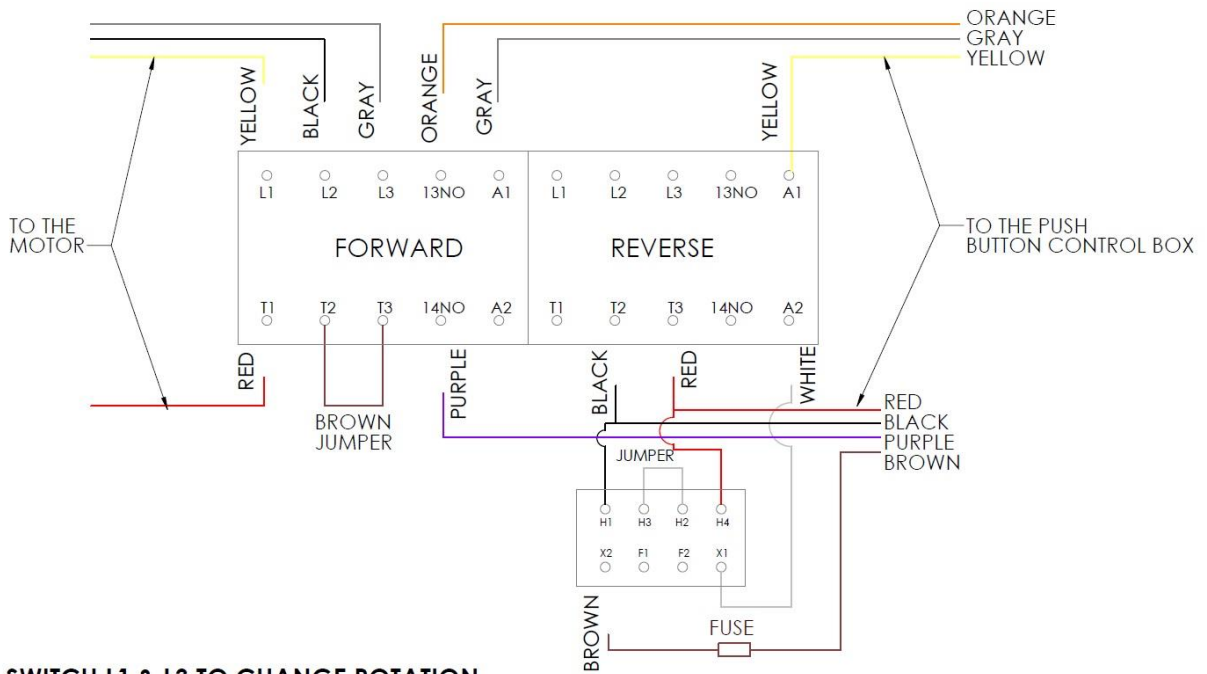 ORANGE
GRAY
YELLOW
YELLOW
BLACK
GRAY
ORANGE
GRAY
YELLOW
L1 L2 L3 13NO A1 L1 L2 L3 13NO A1
TO THE
MOTOR
FORWARD REVERSE
TO THE PUSH
BUTTON CONTROL BOX
T1 T2 T3 14NO A2 T1 T2 T3 14NO A2
RED
BROWN
JUMPER
PURPLE
BLACK
RED
WHITE
RED
BLACK
PURPLE
BROWN
JUMPER
H1 H3 H2 H4
X2 F1 F2 X1
BROWN
FUSE